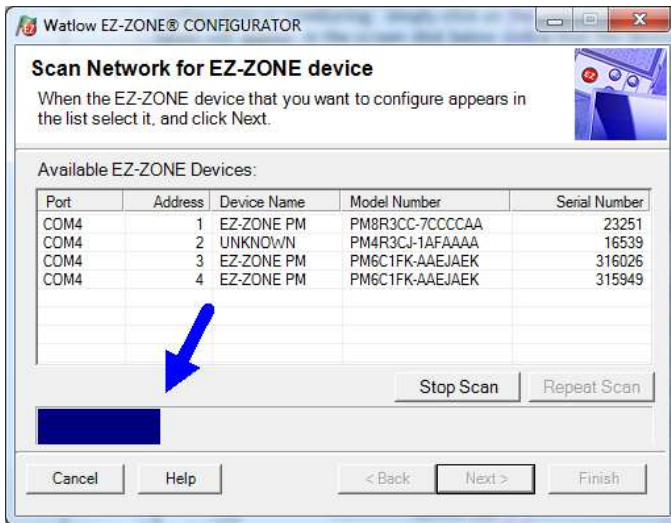 Watlow EZ-ZONE® CONFIGURATOR
Scan Network for EZ-ZONE device
When the EZ-ZONE device that you want to configure appears in
the list select it, and click Next.
Available EZ-ZONE Devices:
Port Address Device Name Model Number Serial Number
COM4 1 EZ-ZONE PM PM8R3CC-7CCCCAA 23251
COM4 2 UNKNOWN PM4R3CJ-1AFAAAA 16539
COM4 3 EZ-ZONE PM PM6C1FK-AAEJAEK 316026
COM4 4 EZ-ZONE PM PM6C1FK-AAEJAEK 315949
Stop Scan Repeat Scan
Cancel Help < Back Next > Finish